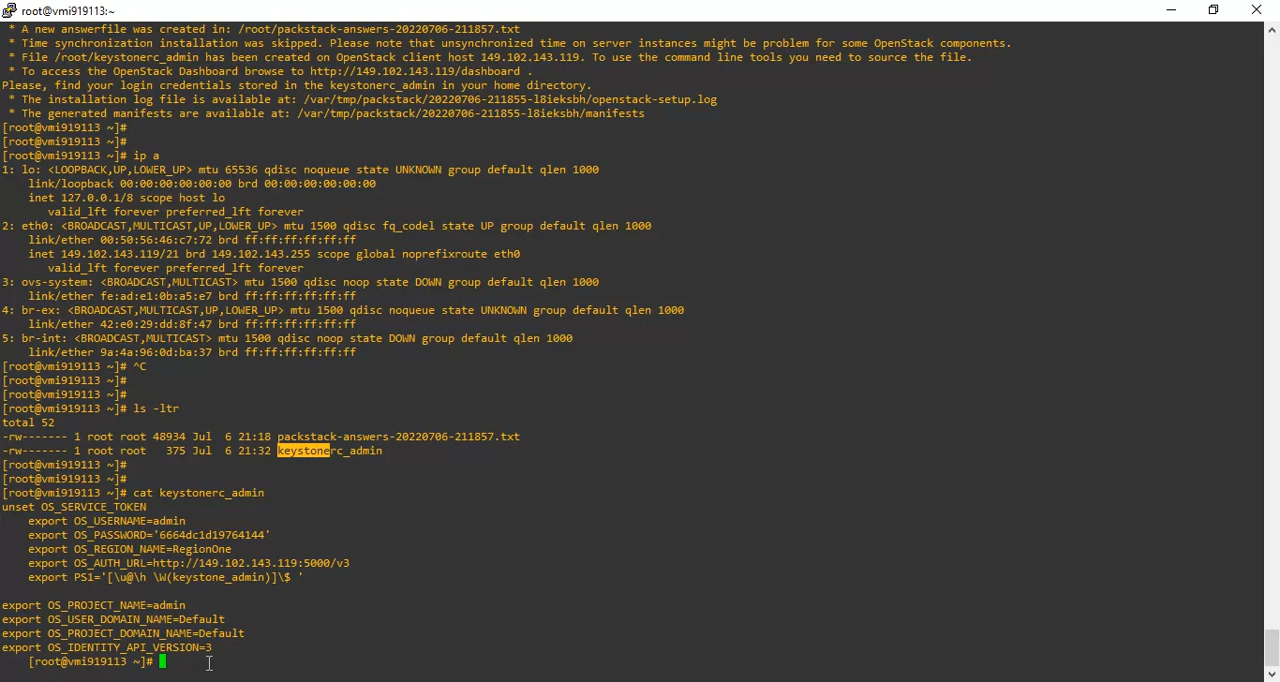 root@vmi919113:~
* A new answerfile was created in: /root/packstack-answers-20220706-211857.txt
* Time synchronization installation was skipped. Please note that unsynchronized time on server instances might be problem for some OpenStack components.
* File /root/keystonerc_admin has been created on OpenStack client host 149.102.143.119. To use the command line tools you need to source the file.
* To access the OpenStack Dashboard browse to http://149.102.143.119/dashboard .
Please, find your login credentials stored in the keystonerc_admin in your home directory.
* The installation log file is available at: /var/tmp/packstack/20220706-211855-l8ieksbh/openstack-setup.log
* The generated manifests are available at: /var/tmp/packstack/20220706-211855-l8ieksbh/manifests
[root@vmi919113 ~]#
[root@vmi919113 ~]#
[root@vmi919113 ~]# ip a
1: lo: <LOOPBACK,UP,LOWER_UP> mtu 65536 qdisc noqueue state UNKNOWN group default qlen 1000
link/loopback 00:00:00:00:00:00 brd 00:00:00:00:00:00
inet 127.0.0.1/8 scope host lo
valid_lft forever preferred_lft forever
2: eth0: <BROADCAST,MULTICAST,UP,LOWER_UP> mtu 1500 qdisc fq_codel state UP group default qlen 1000
link/ether 00:50:56:46:c7:72 brd ff:ff:ff:ff:ff:ff
inet 149.102.143.119/21 brd 149.102.143.255 scope global noprefixroute eth0
valid_lft forever preferred_lft forever
3: ovs-system: <BROADCAST,MULTICAST> mtu 1500 qdisc noop state DOWN group default qlen 1000
link/ether fe:ad:e1:0b:a5:e7 brd ff:ff:ff:ff:ff:ff
4: br-ex: <BROADCAST,MULTICAST,UP,LOWER_UP> mtu 1500 qdisc noqueue state UNKNOWN group default qlen 1000
link/ether 42:e0:29:dd:8f:47 brd ff:ff:ff:ff:ff:ff
5: br-int: <BROADCAST,MULTICAST> mtu 1500 qdisc noop state DOWN group default qlen 1000
link/ether 9a:4a:96:0d:ba:37 brd ff:ff:ff:ff:ff:ff
[root@vmi919113 ~]# ^C
[root@vmi919113 ~]#
[root@vmi919113 ~]#
[root@vmi919113 ~]# ls -ltr
total 52
-rw------- 1 root root 48934 Jul  6 21:18 packstack-answers-20220706-211857.txt
-rw------- 1 root root   375 Jul  6 21:32 keystonerc_admin
[root@vmi919113 ~]#
[root@vmi919113 ~]#
[root@vmi919113 ~]# cat keystonerc_admin
unset OS_SERVICE_TOKEN
export OS_USERNAME=admin
export OS_PASSWORD='6664dc1d19764144'
export OS_REGION_NAME=RegionOne
export OS_AUTH_URL=http://149.102.143.119:5000/v3
export PS1='[\u@\h \W(keystone_admin)]\$ '
export OS_PROJECT_NAME=admin
export OS_USER_DOMAIN_NAME=Default
export OS_PROJECT_DOMAIN_NAME=Default
export OS_IDENTITY_API_VERSION=3
[root@vmi919113 ~]#